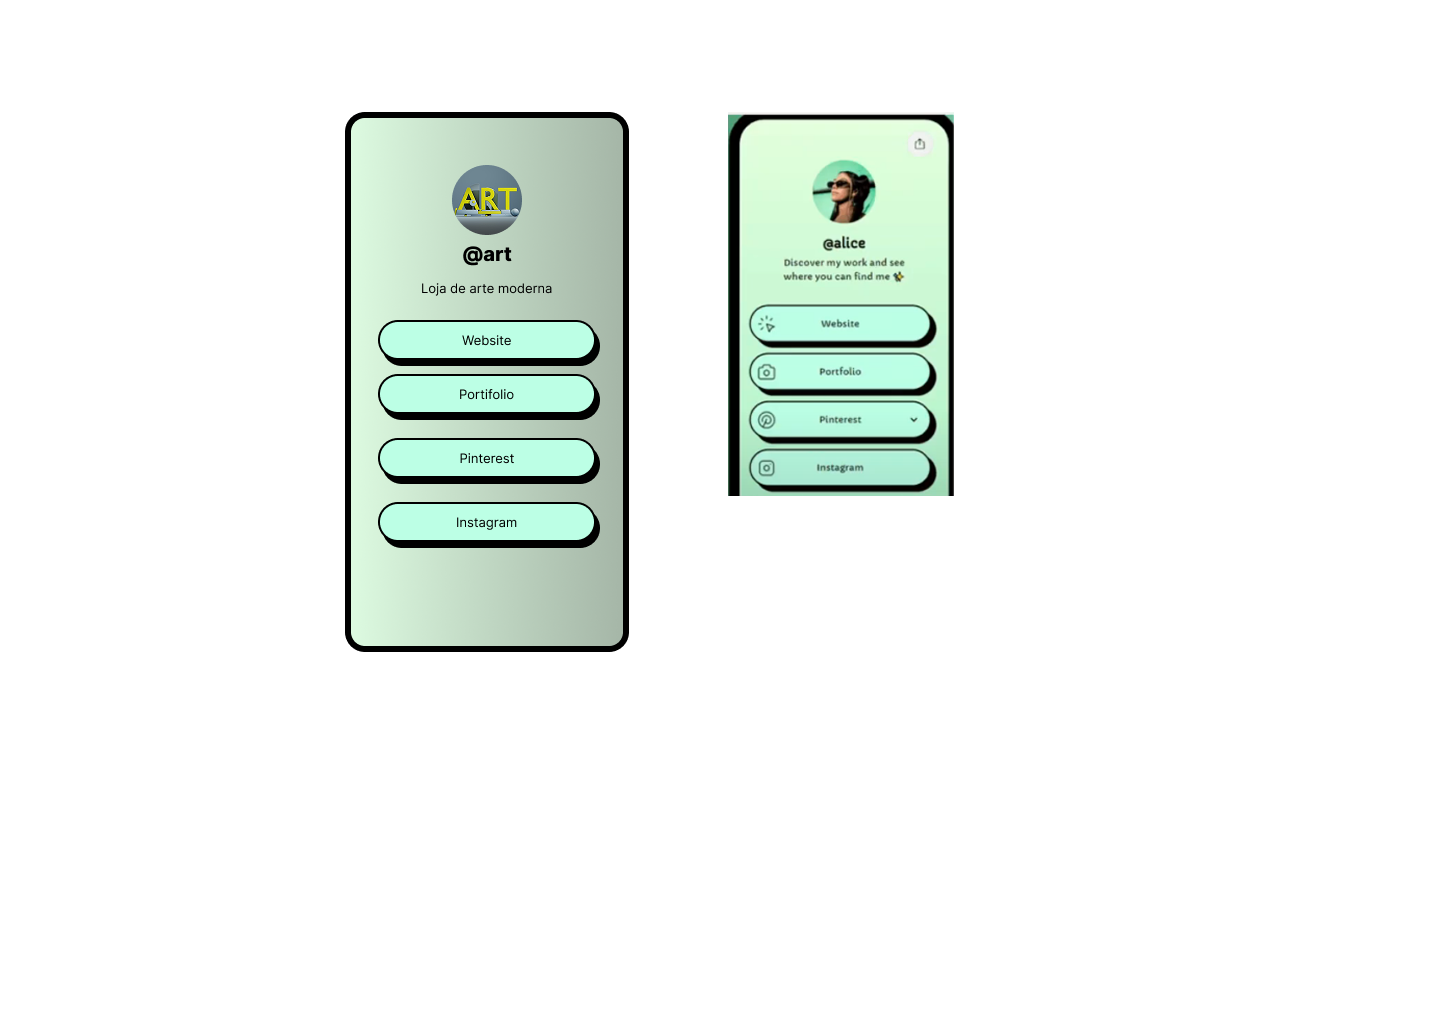 ART
@art
Loja de arte moderna
Website
Portifolio
Pinterest
Instagram
@alice
Discover my work and see
where you can find me
Website
Portfolio
Pinterest
Instagram